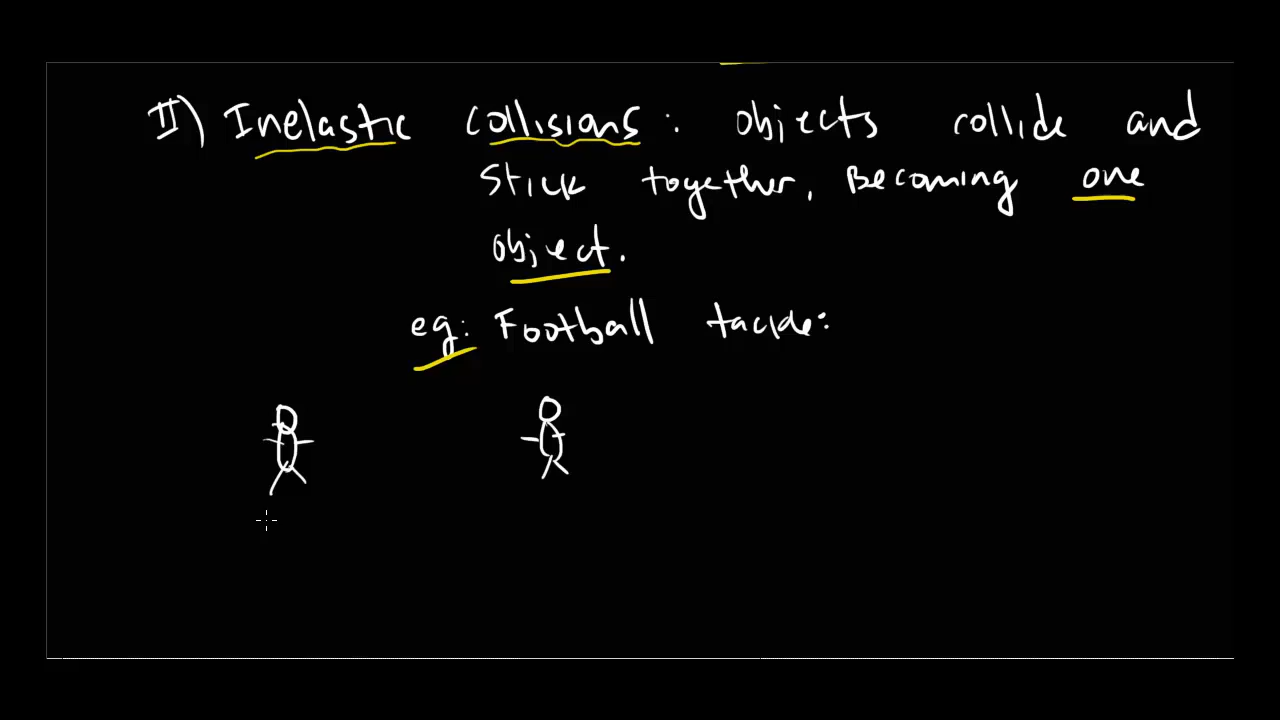 II) Inelastic collisions: objects collide and
stick together, Becoming one
object.
eg: Football tackle: